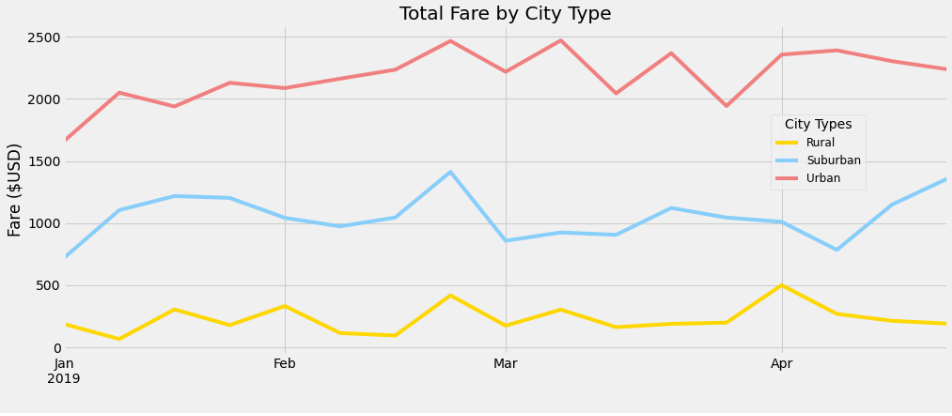 Total Fare by City Type
Fare ($USD)
2500
2000
1500
1000
500
0
City Types
Rural
Suburban
Urban
Jan
2019
Feb
Mar
Apr